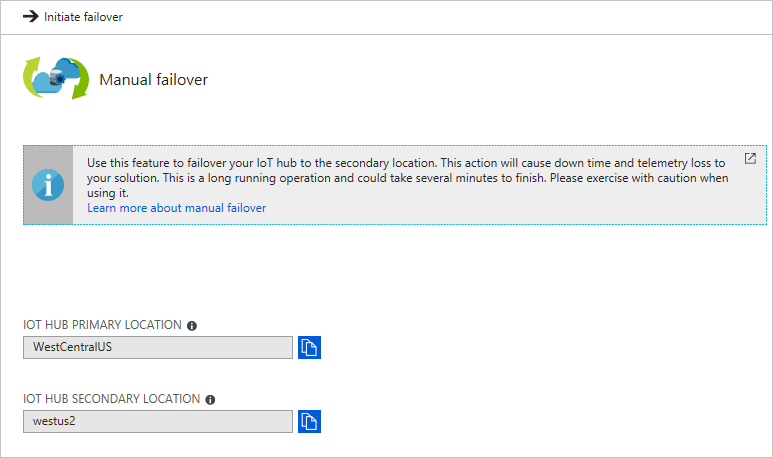 Initiate failover
Manual failover
Use this feature to failover your IoT hub to the secondary location. This action will cause down time and telemetry loss to
your solution. This is a long running operation and could take several minutes to finish. Please exercise with caution when
using it.
Learn more about manual failover
IOT HUB PRIMARY LOCATION
WestCentralUS
IOT HUB SECONDARY LOCATION
westus2